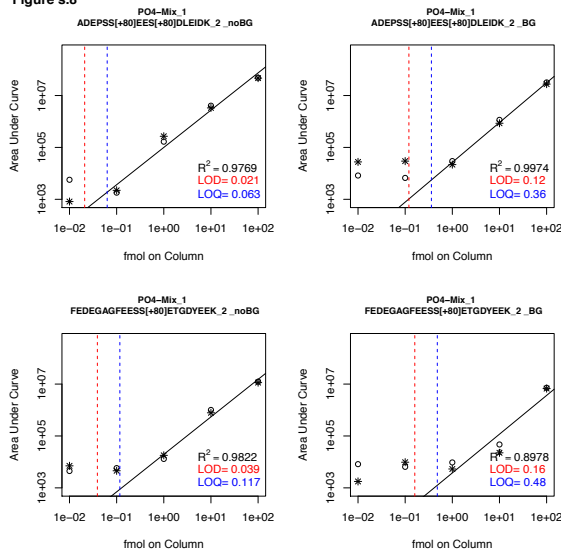 Figure s.8
PO4−Mix_1
ADEPSS[+80]EES[+80]DLEIDK_2 _noBG
Area Under Curve
1e+07
1e+05
1e+03
R2 = 0.9769
LOD= 0.021
LOQ= 0.063
1e−02 1e−01 1e+00 1e+01 1e+02
fmol on Column
PO4−Mix_1
ADEPSS[+80]EES[+80]DLEIDK_2 _BG
Area Under Curve
1e+07
1e+05
1e+03
R2 = 0.9974
LOD= 0.12
LOQ= 0.36
1e−02 1e−01 1e+00 1e+01 1e+02
fmol on Column
PO4−Mix_1
FEDEGAGFEESS[+80]ETGDYEEK_2 _noBG
Area Under Curve
1e+07
1e+05
1e+03
R2 = 0.9822
LOD= 0.039
LOQ= 0.117
1e−02 1e−01 1e+00 1e+01 1e+02
fmol on Column
PO4−Mix_1
FEDEGAGFEESS[+80]ETGDYEEK_2 _BG
Area Under Curve
1e+07
1e+05
1e+03
R2 = 0.8978
LOD= 0.16
LOQ= 0.48
1e−02 1e−01 1e+00 1e+01 1e+02
fmol on Column